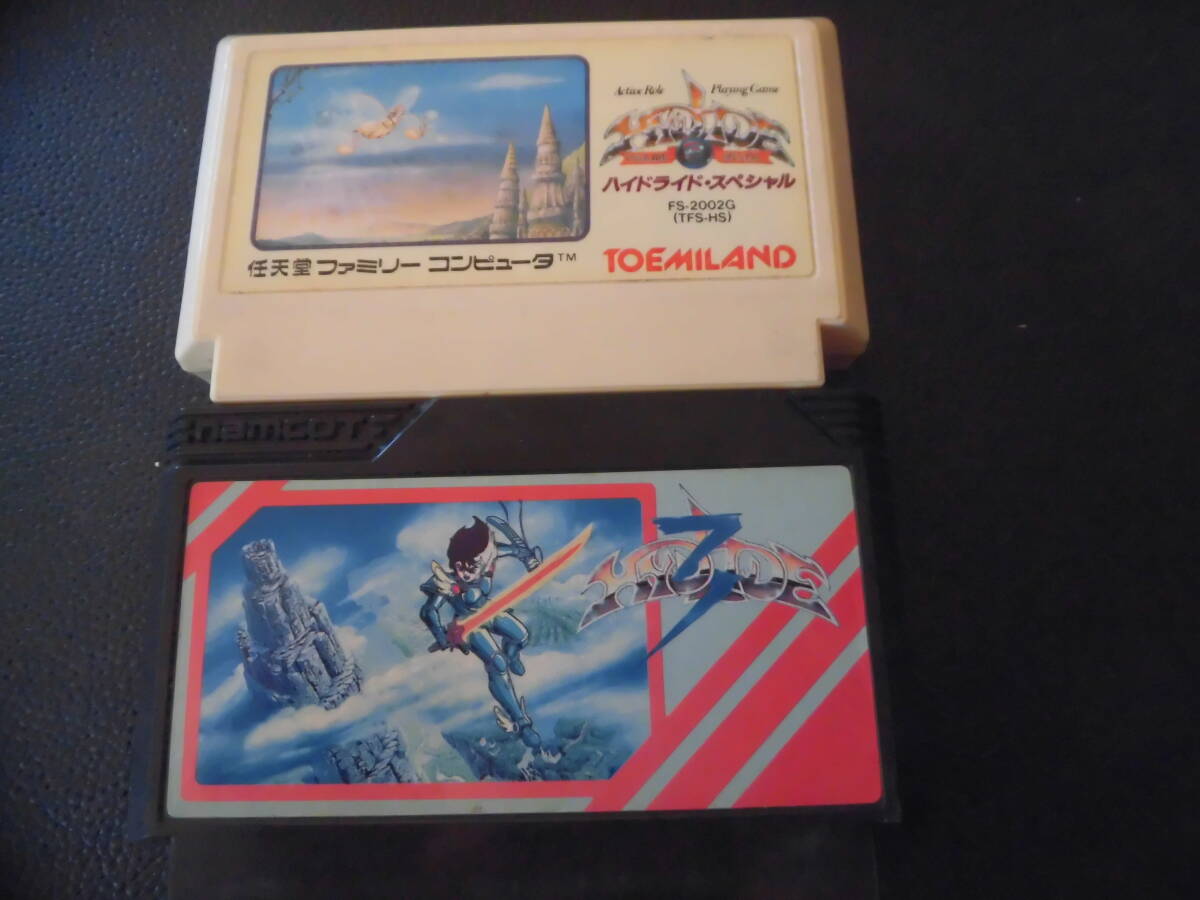 Active Role Playing Game
HYDLIDE
ハイドライド・スペシャル
FS-2002G
(TFS-HS)
任天堂 ファミリー コンピュータ™
TOEMILAND
namcot
HYDLIDE
3